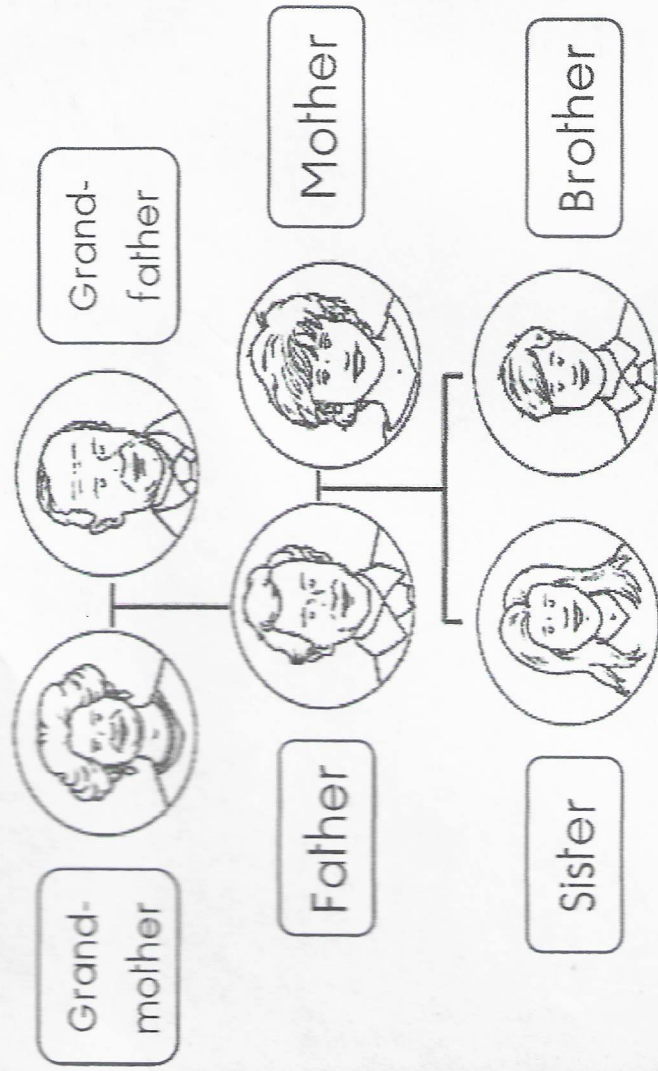 Grand-
mother
Grand-
father
Father
Mother
Sister
Brother